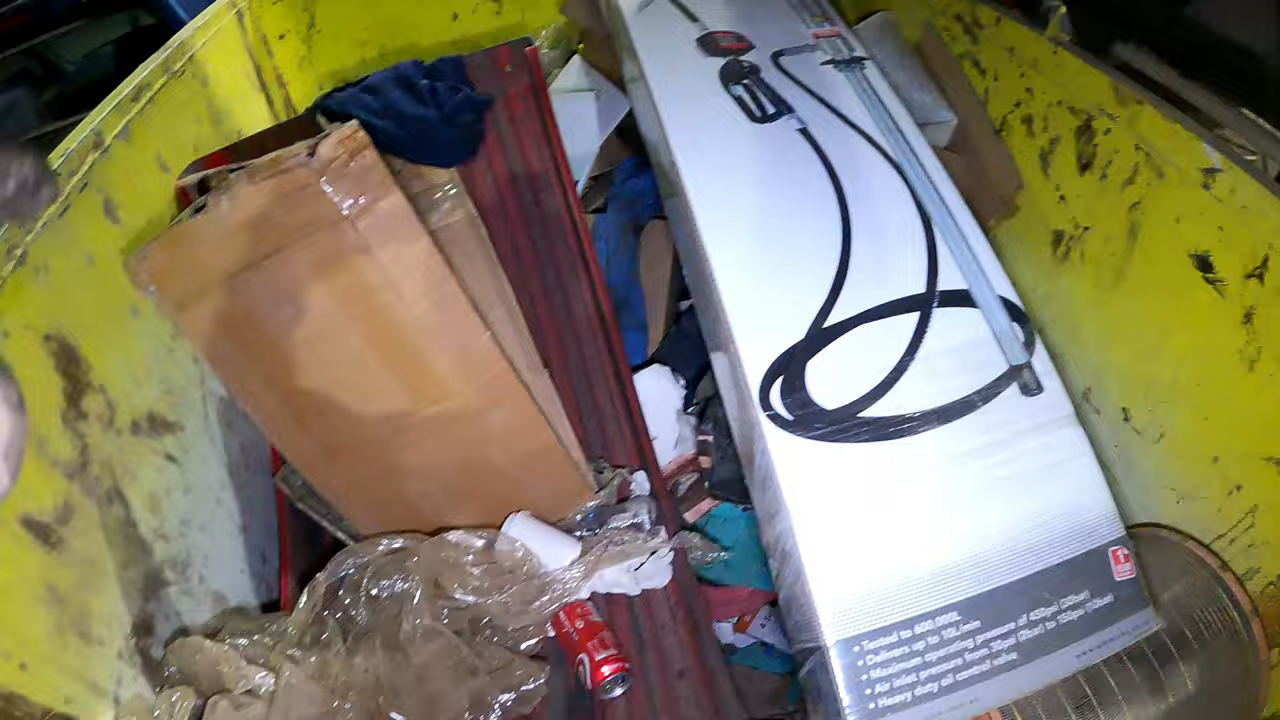 • Tested to 600,000L
• Delivers up to 10L/min
• Maximum operating pressure of 450psi (30bar)
• Air inlet pressure from 30psi (2bar) to 150psi (10bar)
• Heavy duty oil control valve